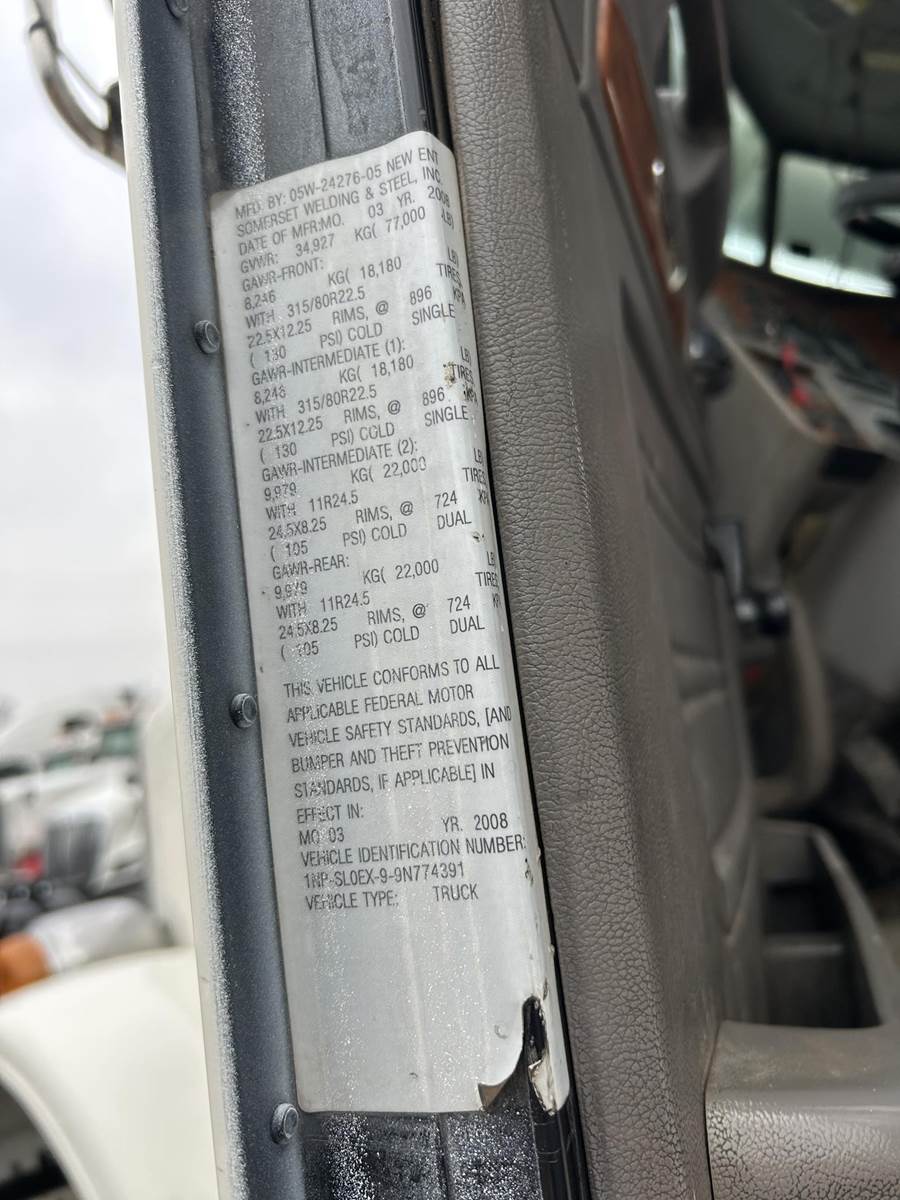 MFD BY: 05W-24276-05 NEW ENT
SOMERSET WELDING & STEEL, INC.
DATE OF MFR:MO. 03 YR. 2008
GVWR: 34,927 KG( 77,000 LB)
GAWR-FRONT:
8,246 KG( 18,180 LB)
WITH 315/80R22.5 TIRES,
22.5X12.25 RIMS, @ 896 KPA
( 130 PSI) COLD SINGLE
GAWR-INTERMEDIATE (1):
8,246 KG( 18,180 LB)
WITH 315/80R22.5 TIRES,
22.5X12.25 RIMS, @ 896 KPA
( 130 PSI) COLD SINGLE
GAWR-INTERMEDIATE (2):
9,979 KG( 22,000 LB)
WITH 11R24.5 TIRES,
24.5X8.25 RIMS, @ 724 KPA
( 105 PSI) COLD DUAL
GAWR-REAR:
9,979 KG( 22,000 LB)
WITH 11R24.5 TIRES,
24.5X8.25 RIMS, @ 724
( 105 PSI) COLD DUAL
THIS VEHICLE CONFORMS TO ALL
APPLICABLE FEDERAL MOTOR
VEHICLE SAFETY STANDARDS, [AND
BUMPER AND THEFT PREVENTION
STANDARDS, IF APPLICABLE] IN
EFFECT IN:
MO. 03 YR. 2008
VEHICLE IDENTIFICATION NUMBER:
1NP-SL0EX-9-9N774391
VEHICLE TYPE: TRUCK